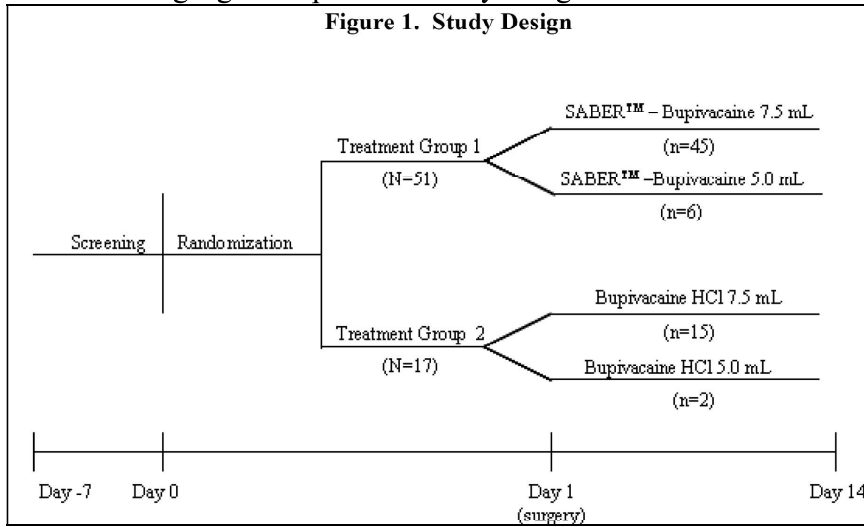 Figure 1. Study Design
SABER™ – Bupivacaine 7.5 mL
(n=45)
Treatment Group 1
(N=51)
SABER™ –Bupivacaine 5.0 mL
(n=6)
Screening
Randomization
Bupivacaine HCl 7.5 mL
(n=15)
Treatment Group 2
(N=17)
Bupivacaine HCl 5.0 mL
(n=2)
Day -7
Day 0
Day 1
(surgery)
Day 14